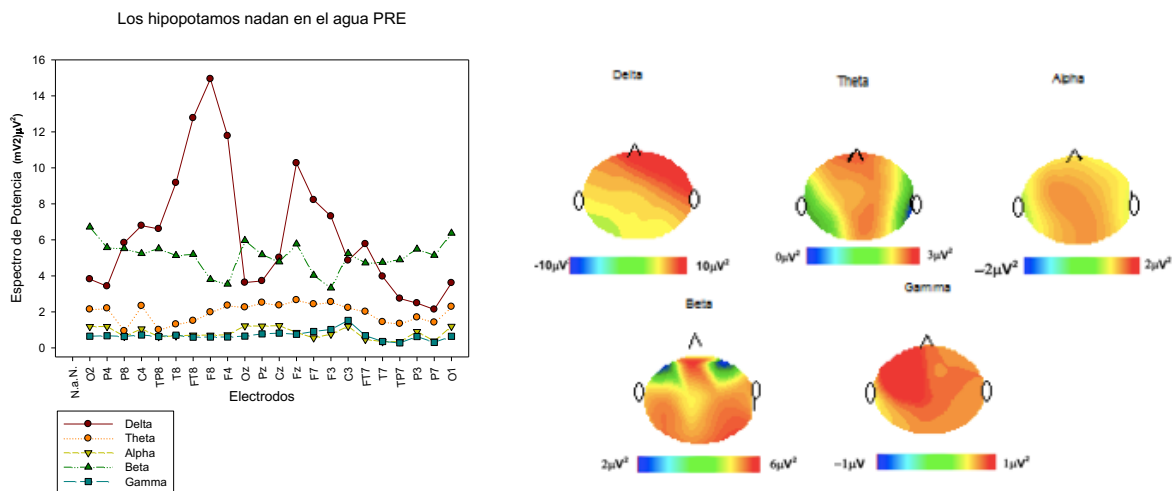 Los hipopotamos nadan en el agua PRE
Espectro de Potencia (mV2)µV²
16
14
12
10
8
6
4
2
0
N.a.N.
O2
P4
P8
C4
TP8
T8
FT8
F8
F4
Oz
Pz
Cz
Fz
F7
F3
C3
FT7
T7
TP7
P3
P7
O1
Electrodos
Delta
Theta
Alpha
Beta
Gamma
Delta
-10µV²
10µV²
Theta
0µV²
3µV²
Alpha
−2µV²
2µV²
Beta
2µV²
6µV²
Gamma
−1µV
1µV²